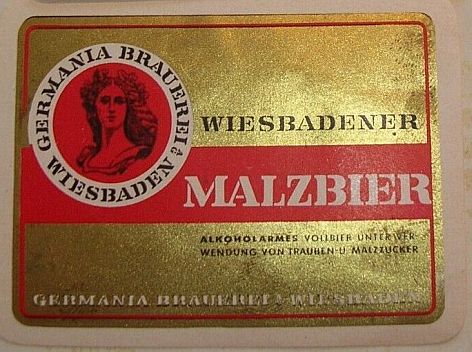 GERMANIA BRAUEREI A.G.
WIESBADEN
WIESBADENER
MALZBIER
ALKOHOLARMES VOLLBIER UNTER VER-
WENDUNG VON TRAUBEN- U. MALZZUCKER
GERMANIA BRAUEREI A.G. WIESBADEN